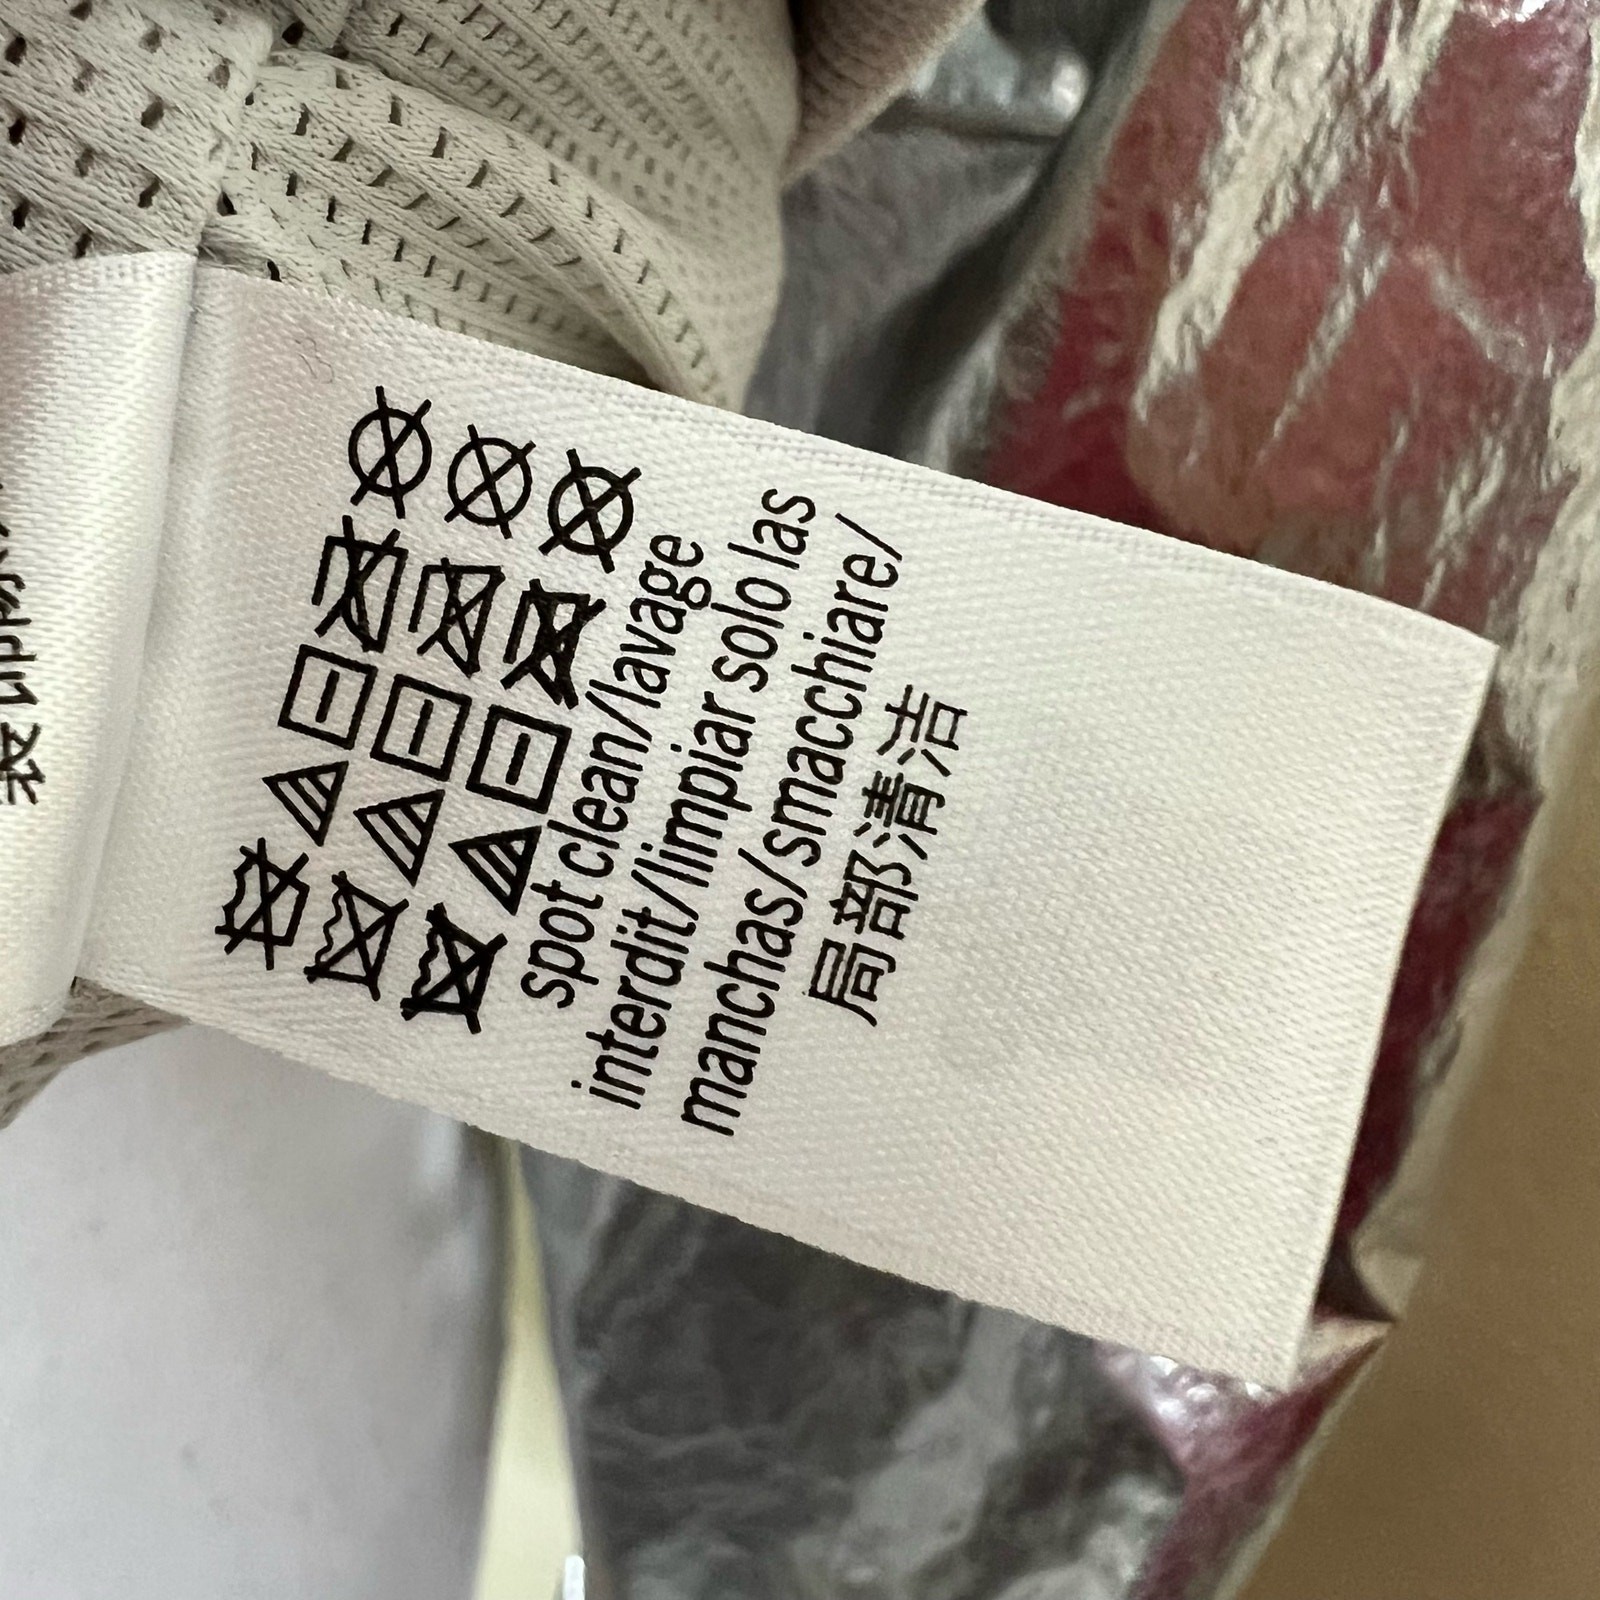 spot clean/lavage
interdit/limpiar solo las
manchas/smacchiare/
局部清洁